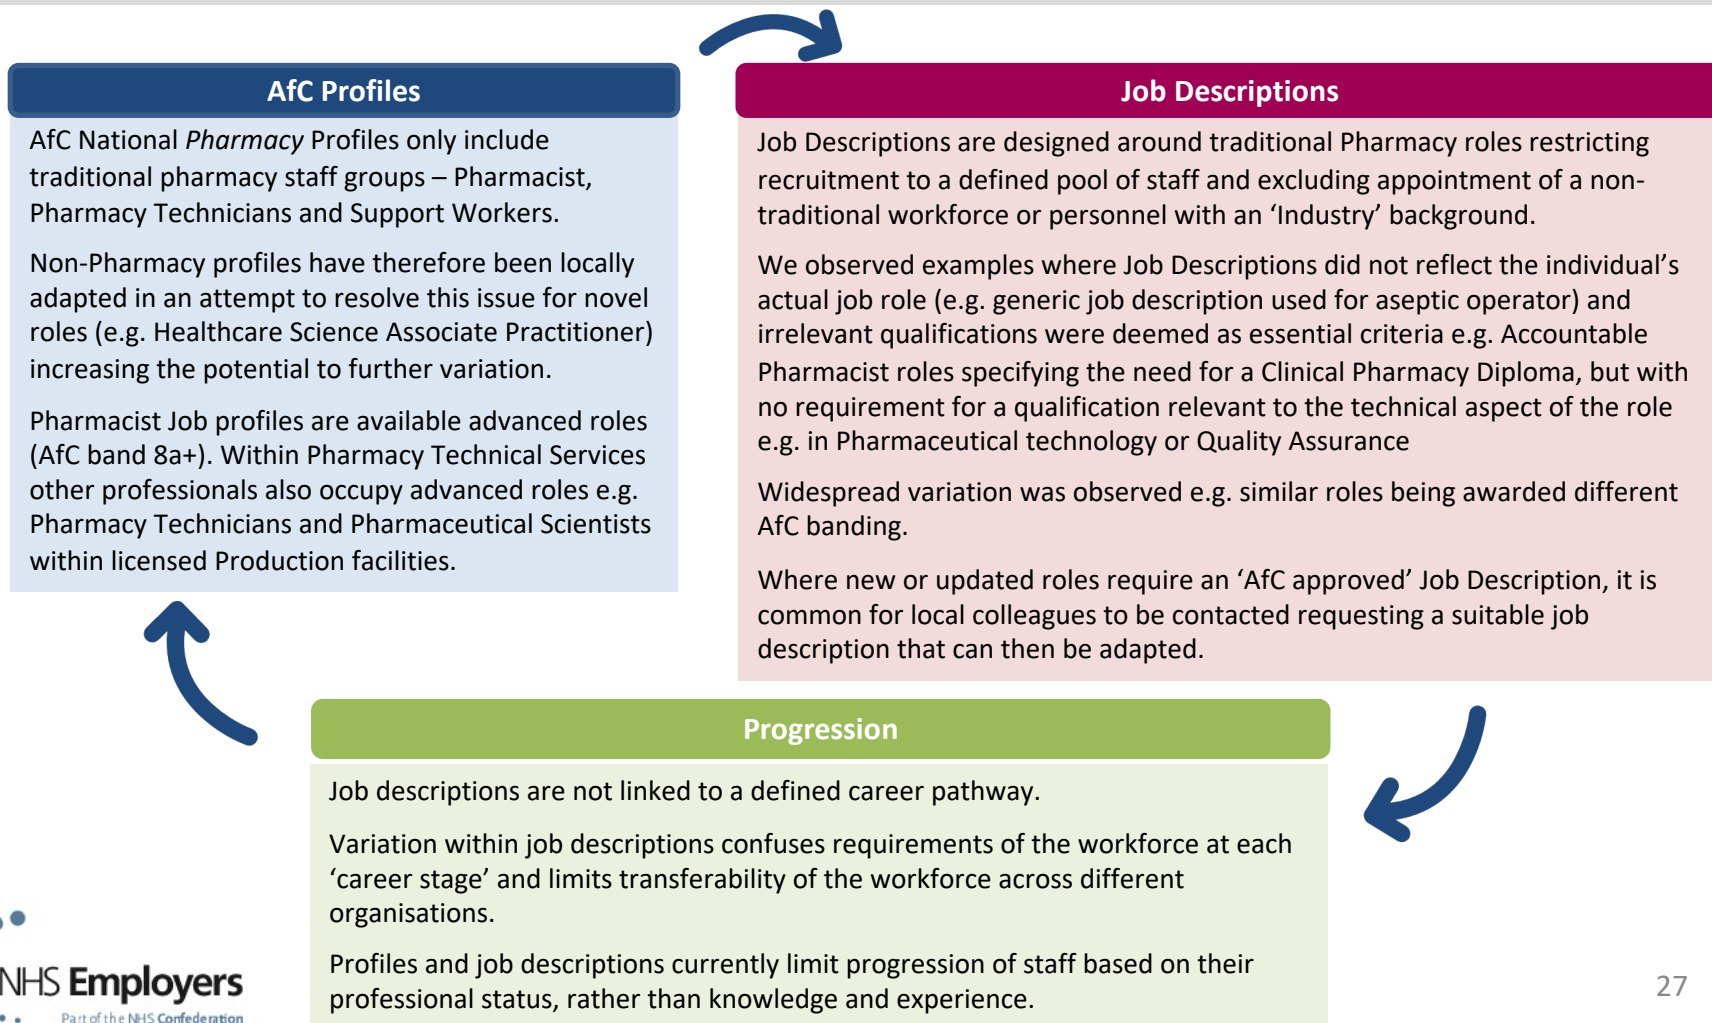 AfC Profiles
AfC National Pharmacy Profiles only include
traditional pharmacy staff groups – Pharmacist,
Pharmacy Technicians and Support Workers.
Non-Pharmacy profiles have therefore been locally
adapted in an attempt to resolve this issue for novel
roles (e.g. Healthcare Science Associate Practitioner)
increasing the potential to further variation.
Pharmacist Job profiles are available advanced roles
(AfC band 8a+). Within Pharmacy Technical Services
other professionals also occupy advanced roles e.g.
Pharmacy Technicians and Pharmaceutical Scientists
within licensed Production facilities.
Job Descriptions
Job Descriptions are designed around traditional Pharmacy roles restricting
recruitment to a defined pool of staff and excluding appointment of a non-
traditional workforce or personnel with an ‘Industry’ background.
We observed examples where Job Descriptions did not reflect the individual’s
actual job role (e.g. generic job description used for aseptic operator) and
irrelevant qualifications were deemed as essential criteria e.g. Accountable
Pharmacist roles specifying the need for a Clinical Pharmacy Diploma, but with
no requirement for a qualification relevant to the technical aspect of the role
e.g. in Pharmaceutical technology or Quality Assurance
Widespread variation was observed e.g. similar roles being awarded different
AfC banding.
Where new or updated roles require an ‘AfC approved’ Job Description, it is
common for local colleagues to be contacted requesting a suitable job
description that can then be adapted.
Progression
Job descriptions are not linked to a defined career pathway.
Variation within job descriptions confuses requirements of the workforce at each
‘career stage’ and limits transferability of the workforce across different
organisations.
Profiles and job descriptions currently limit progression of staff based on their
professional status, rather than knowledge and experience.
NHS Employers
Part of the NHS Confederation
27